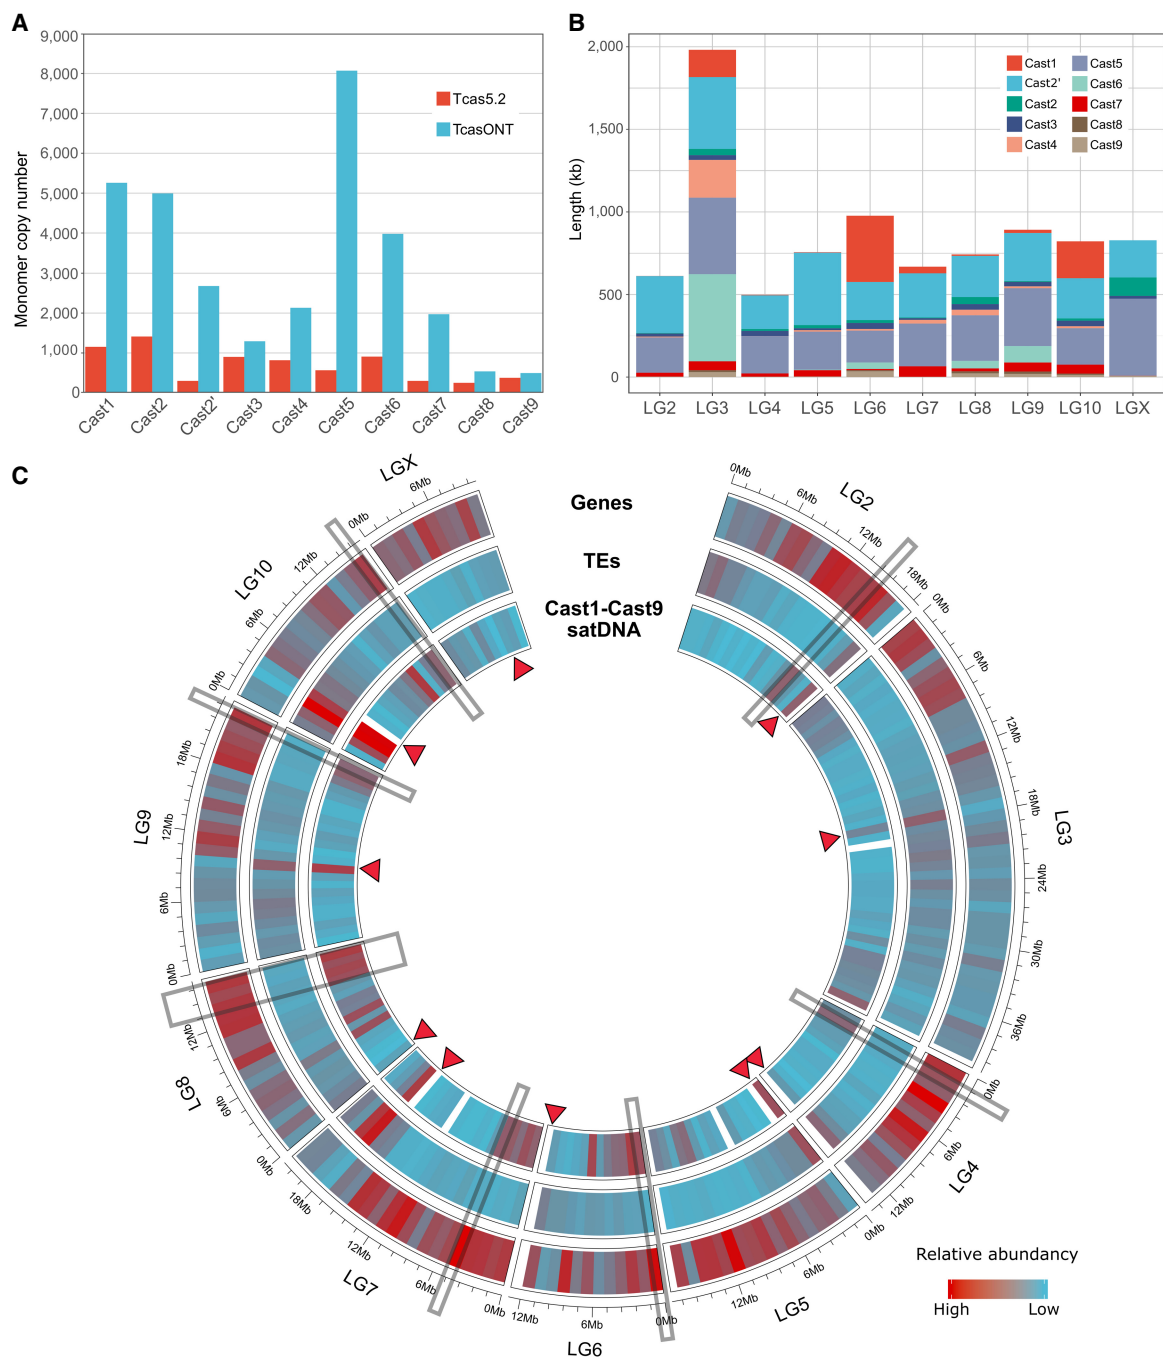 A
9,000
8,000
7,000
6,000
5,000
4,000
3,000
2,000
1,000
0
Monomer copy number
Tcas5.2
TcasONT
Cast1
Cast2
Cast2'
Cast3
Cast4
Cast5
Cast6
Cast7
Cast8
Cast9
B
2,000
1,500
1,000
500
0
Length (kb)
Cast1
Cast2'
Cast2
Cast3
Cast4
Cast5
Cast6
Cast7
Cast8
Cast9
LG2
LG3
LG4
LG5
LG6
LG7
LG8
LG9
LG10
LGX
C
Genes
TEs
Cast1-Cast9
satDNA
LG2
0Mb
6Mb
12Mb
18Mb
LG3
0Mb
6Mb
12Mb
18Mb
24Mb
30Mb
36Mb
LG4
0Mb
6Mb
12Mb
LG5
0Mb
6Mb
12Mb
LG6
0Mb
6Mb
12Mb
LG7
0Mb
6Mb
12Mb
18Mb
LG8
0Mb
6Mb
12Mb
LG9
0Mb
6Mb
12Mb
18Mb
LG10
0Mb
6Mb
12Mb
LGX
0Mb
6Mb
Relative abundancy
High
Low